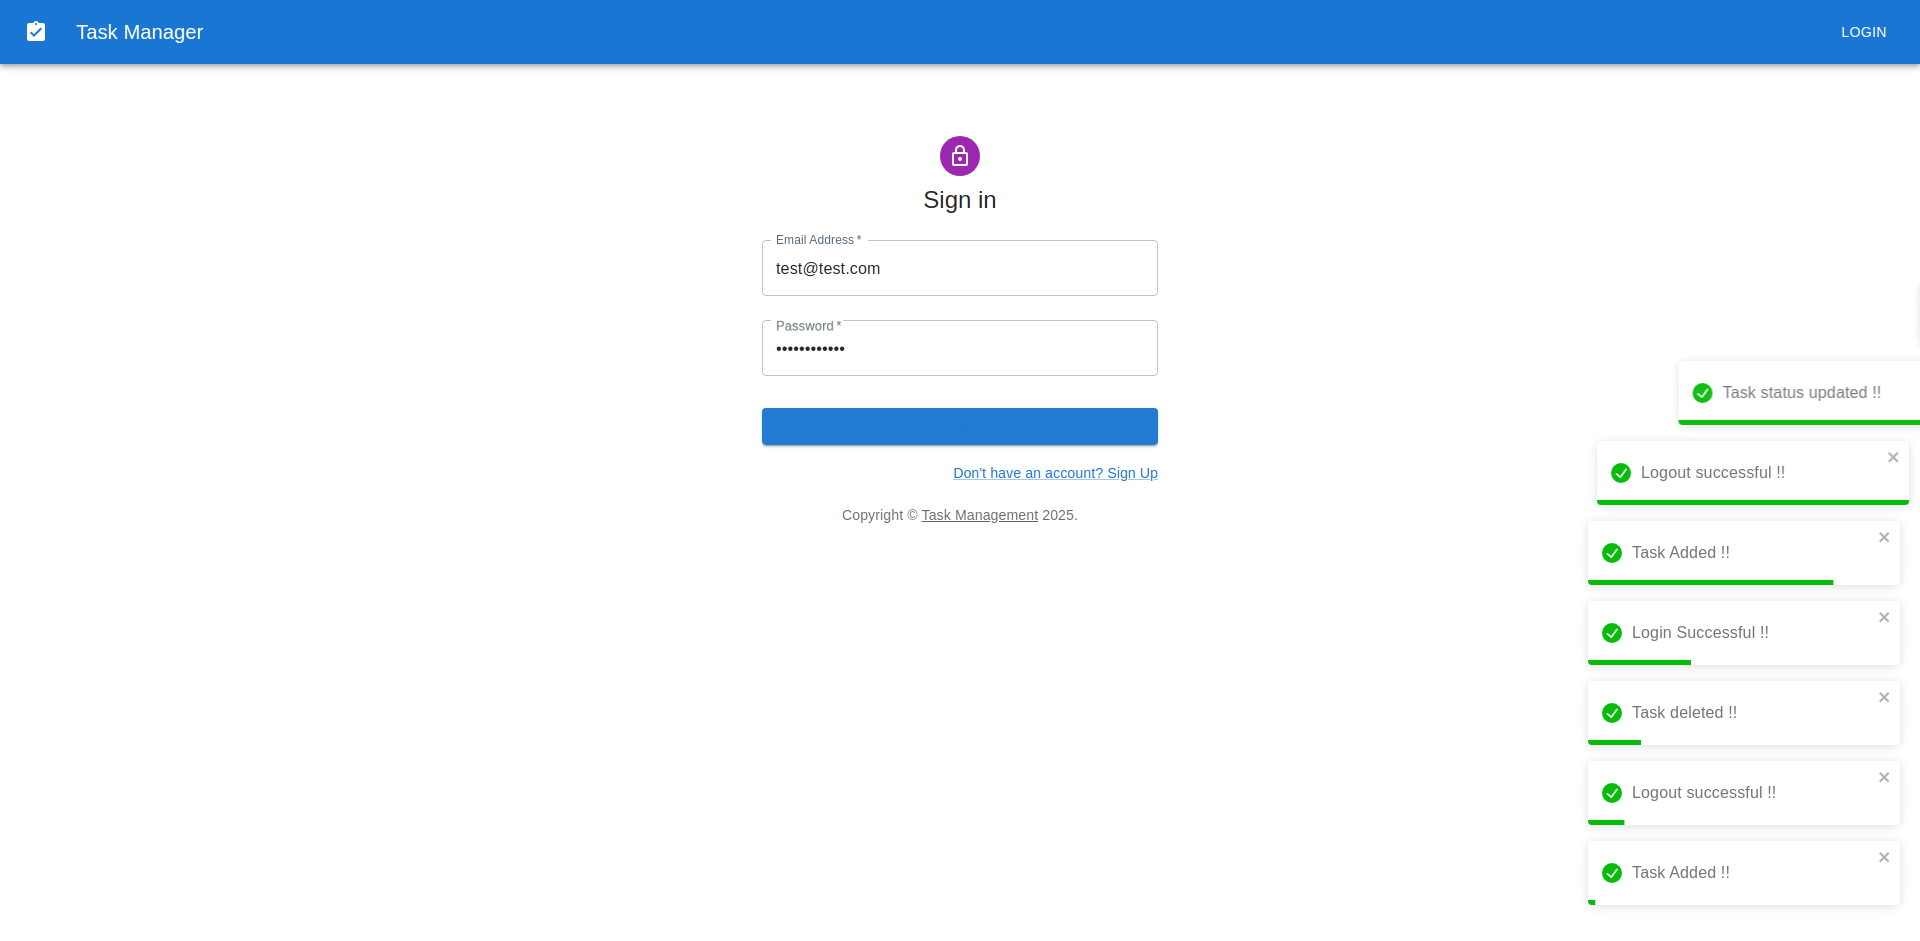 Task Manager
LOGIN
Sign in
Email Address *
test@test.com
Password *
••••••••••••
Don't have an account? Sign Up
Copyright © Task Management 2025.
Task status updated !!
Logout successful !!
Task Added !!
Login Successful !!
Task deleted !!
Logout successful !!
Task Added !!